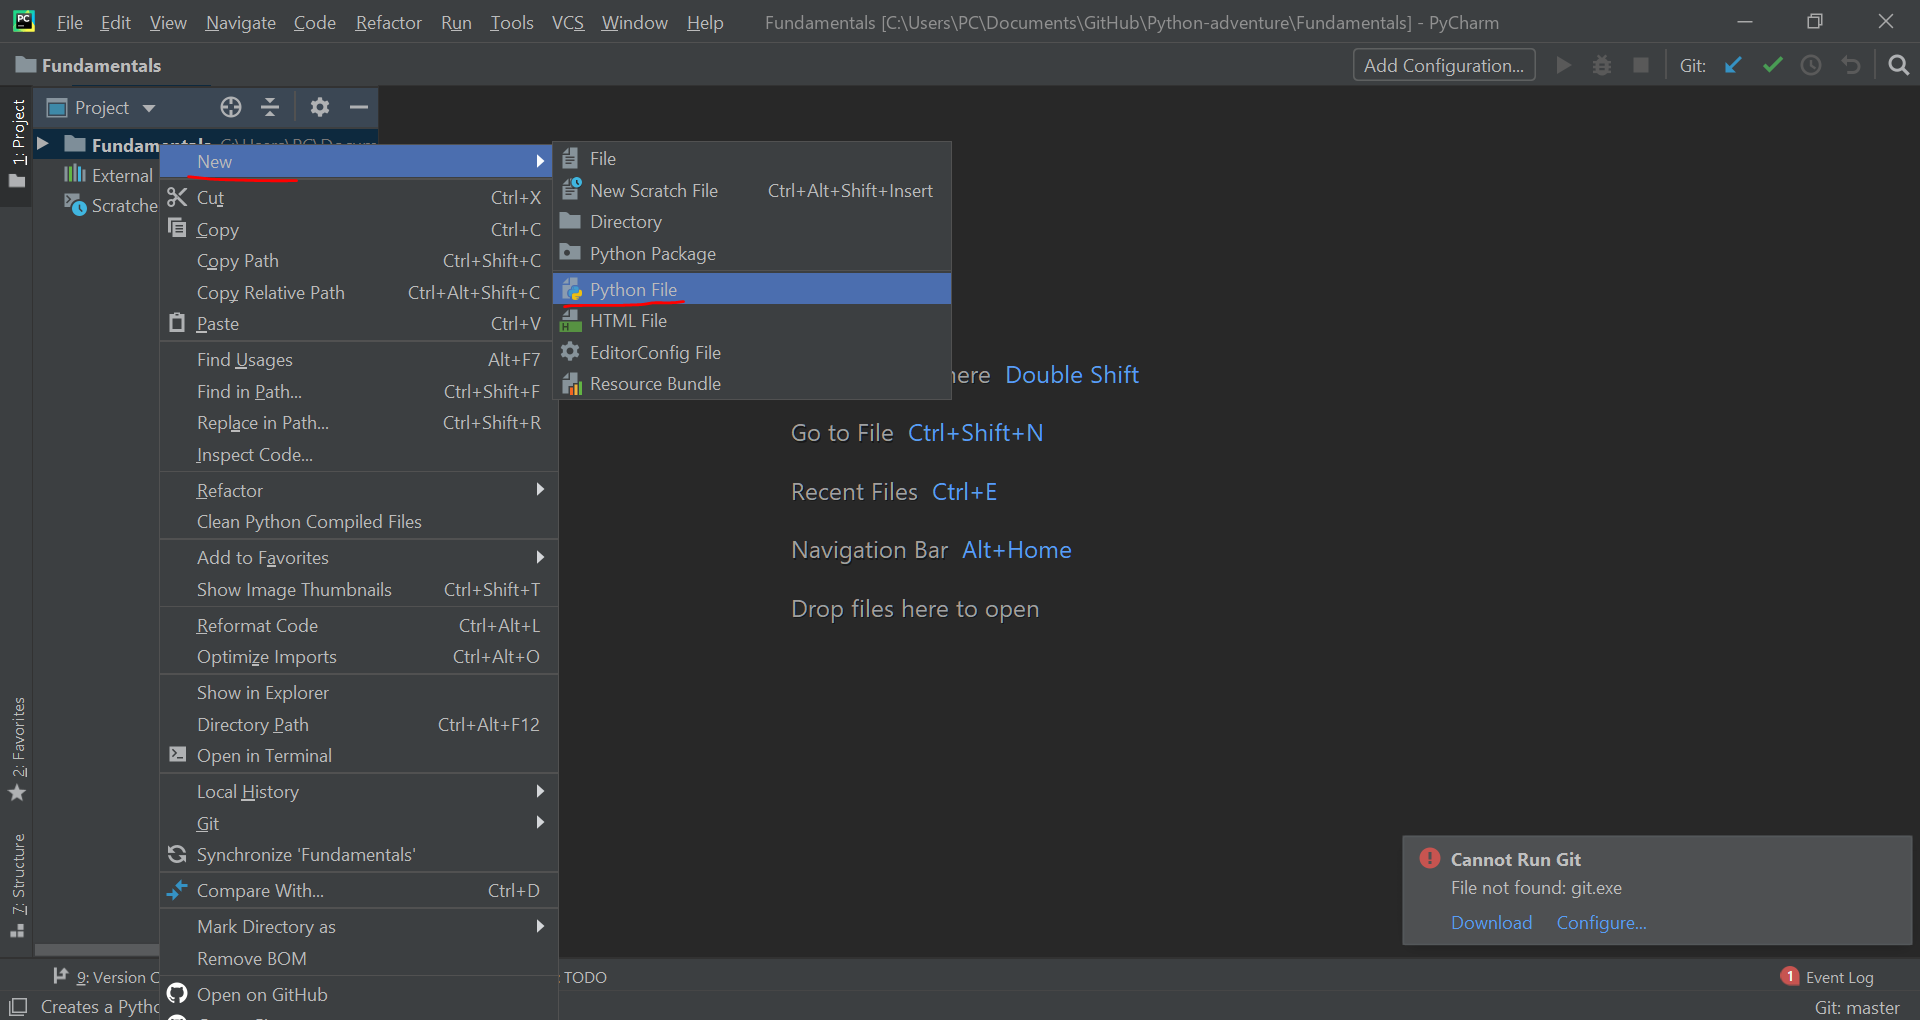 PC File Edit View Navigate Code Refactor Run Tools VCS Window Help Fundamentals [C:\Users\PC\Documents\GitHub\Python-adventure\Fundamentals] - PyCharm
Fundamentals Add Configuration... Git:
1: Project
Project
External
Scratche
New
Cut Ctrl+X
Copy Ctrl+C
Copy Path Ctrl+Shift+C
Copy Relative Path Ctrl+Alt+Shift+C
Paste Ctrl+V
Find Usages Alt+F7
Find in Path... Ctrl+Shift+F
Replace in Path... Ctrl+Shift+R
Inspect Code...
Refactor
Clean Python Compiled Files
Add to Favorites
Show Image Thumbnails Ctrl+Shift+T
Reformat Code Ctrl+Alt+L
Optimize Imports Ctrl+Alt+O
Show in Explorer
Directory Path Ctrl+Alt+F12
Open in Terminal
Local History
Git
Synchronize 'Fundamentals'
Compare With... Ctrl+D
Mark Directory as
Remove BOM
Open on GitHub
File
New Scratch File Ctrl+Alt+Shift+Insert
Directory
Python Package
Python File
HTML File
EditorConfig File
Resource Bundle
here Double Shift
Go to File Ctrl+Shift+N
Recent Files Ctrl+E
Navigation Bar Alt+Home
Drop files here to open
2: Favorites
7: Structure
Cannot Run Git
File not found: git.exe
Download Configure...
9: Version C
TODO
1 Event Log
Creates a Pytho
Git: master